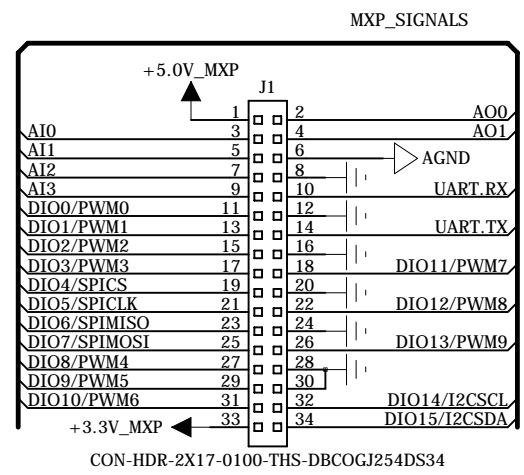 MXP_SIGNALS
+5.0V_MXP
J1
1 2 AO0
AI0 3 4 AO1
AI1 5 6 AGND
AI2 7 8
AI3 9 10 UART.RX
DIO0/PWM0 11 12
DIO1/PWM1 13 14 UART.TX
DIO2/PWM2 15 16
DIO3/PWM3 17 18 DIO11/PWM7
DIO4/SPICS 19 20
DIO5/SPICLK 21 22 DIO12/PWM8
DIO6/SPIMISO 23 24
DIO7/SPIMOSI 25 26 DIO13/PWM9
DIO8/PWM4 27 28
DIO9/PWM5 29 30
DIO10/PWM6 31 32 DIO14/I2CSCL
+3.3V_MXP 33 34 DIO15/I2CSDA
CON-HDR-2X17-0100-THS-DBCOGJ254DS34